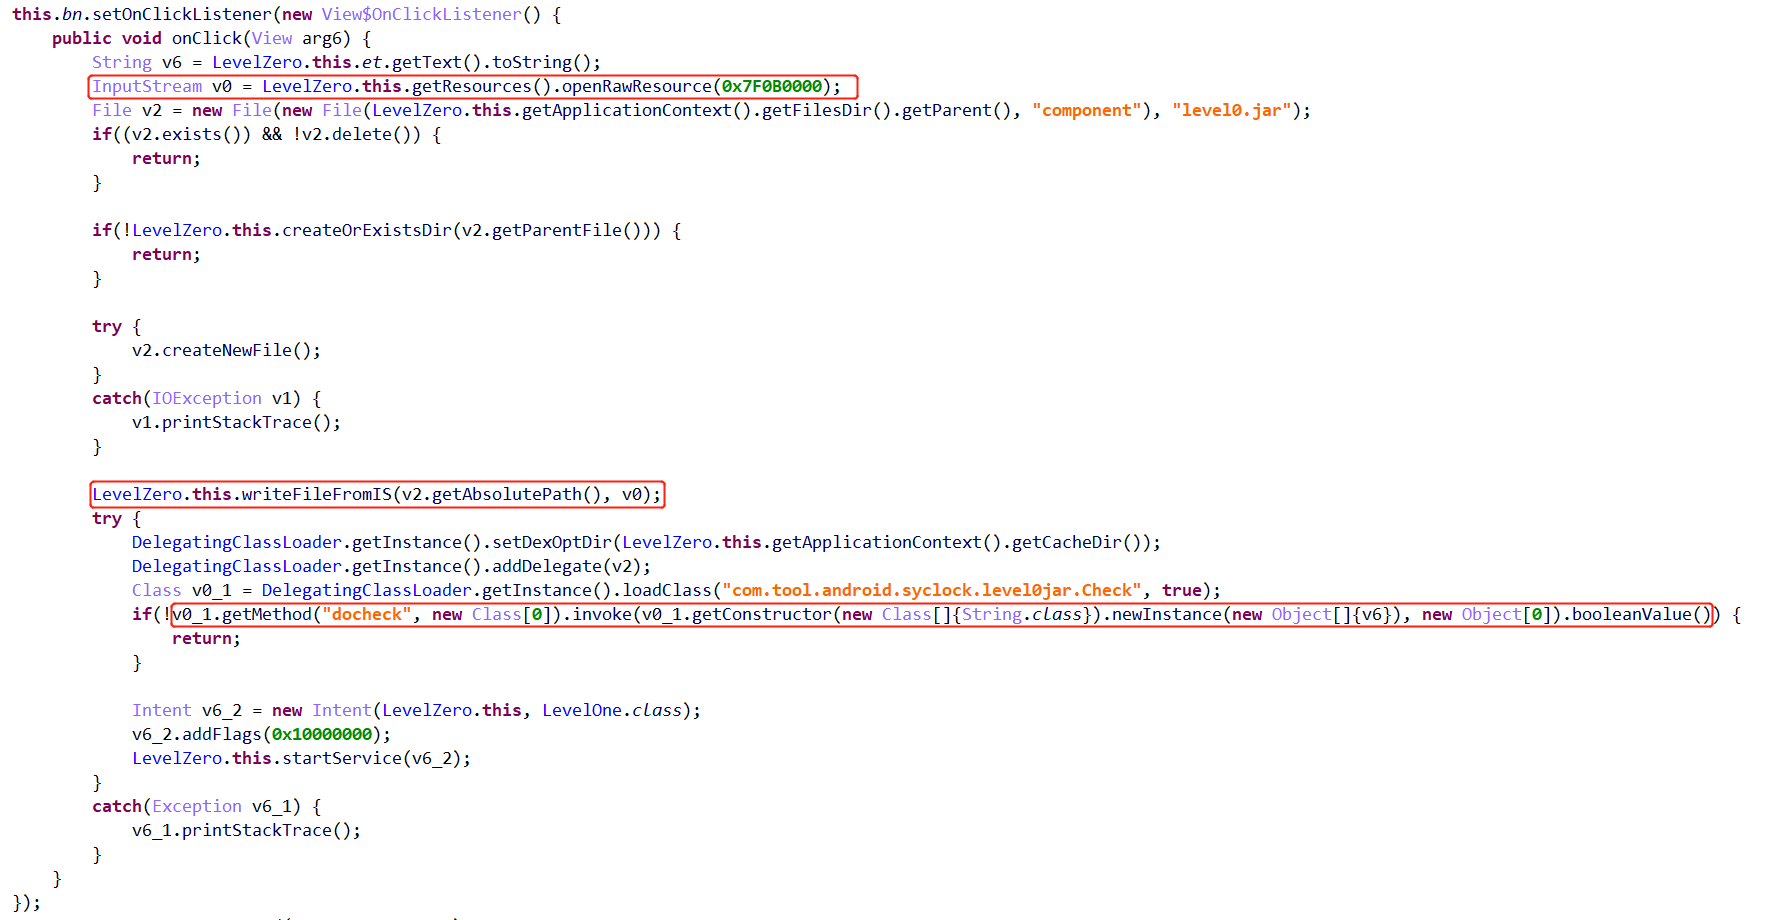 this.bn.setOnClickListener(new View$OnClickListener() {
    public void onClick(View arg6) {
        String v6 = LevelZero.this.et.getText().toString();
        InputStream v0 = LevelZero.this.getResources().openRawResource(0x7F0B0000);
        File v2 = new File(new File(LevelZero.this.getApplicationContext().getFilesDir().getParent(), "component"), "level0.jar");
        if((v2.exists()) && !v2.delete()) {
            return;
        }

        if(!LevelZero.this.createOrExistsDir(v2.getParentFile())) {
            return;
        }

        try {
            v2.createNewFile();
        }
        catch(IOException v1) {
            v1.printStackTrace();
        }

        LevelZero.this.writeFileFromIS(v2.getAbsolutePath(), v0);
        try {
            DelegatingClassLoader.getInstance().setDexOptDir(LevelZero.this.getApplicationContext().getCacheDir());
            DelegatingClassLoader.getInstance().addDelegate(v2);
            Class v0_1 = DelegatingClassLoader.getInstance().loadClass("com.tool.android.syclock.level0jar.Check", true);
            if(!v0_1.getMethod("docheck", new Class[0]).invoke(v0_1.getConstructor(new Class[]{String.class}).newInstance(new Object[]{v6}), new Object[0]).booleanValue()) {
                return;
            }

            Intent v6_2 = new Intent(LevelZero.this, LevelOne.class);
            v6_2.addFlags(0x10000000);
            LevelZero.this.startService(v6_2);
        }
        catch(Exception v6_1) {
            v6_1.printStackTrace();
        }
    }
});